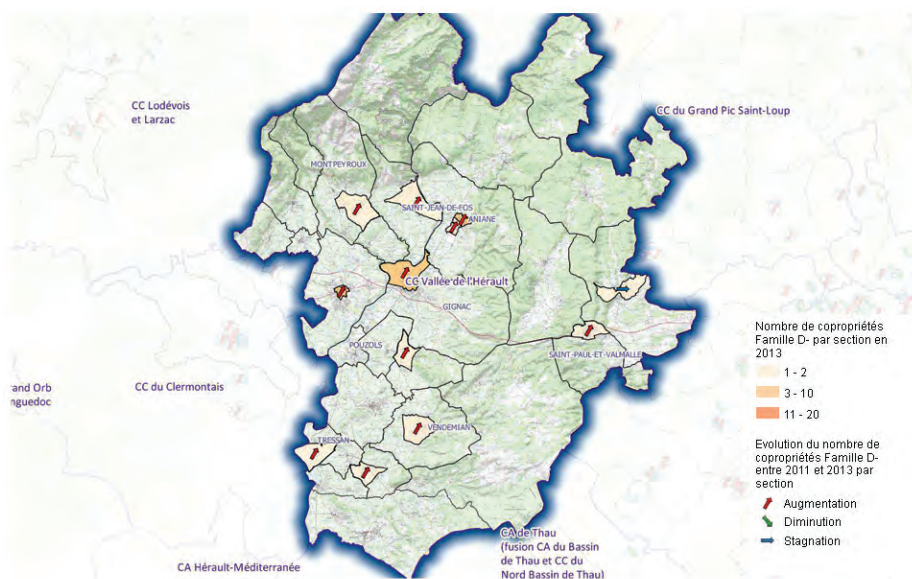 CC Lodévois
et Larzac
CC du Grand Pic Saint-Loup
MONTPEYROUX
SAINT-JEAN-DE-FOS
ANIANE
CC Vallée de l'Hérault
GIGNAC
POUZOLS
SAINT-PAUL-ET-VALMALLE
rand Orb
nguedoc
CC du Clermontais
VENDEMIAN
TRESSAN
CA Hérault-Méditerranée
CA de Thau
(fusion CA du Bassin
de Thau et CC du
Nord Bassin de Thau)
Nombre de copropriétés
Famille D- par section en
2013
1 - 2
3 - 10
11 - 20
Evolution du nombre de
copropriétés Famille D-
entre 2011 et 2013 par
section
Augmentation
Diminution
Stagnation